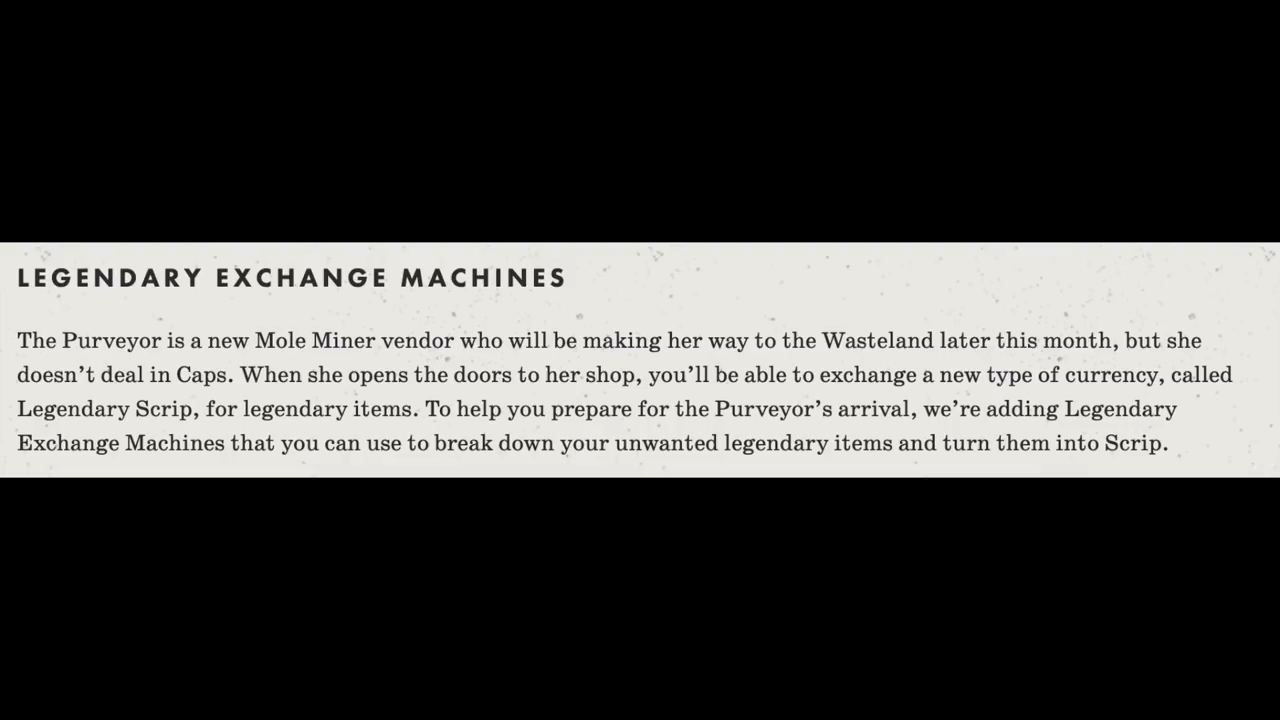 LEGENDARY EXCHANGE MACHINES
The Purveyor is a new Mole Miner vendor who will be making her way to the Wasteland later this month, but she
doesn’t deal in Caps. When she opens the doors to her shop, you’ll be able to exchange a new type of currency, called
Legendary Scrip, for legendary items. To help you prepare for the Purveyor’s arrival, we’re adding Legendary
Exchange Machines that you can use to break down your unwanted legendary items and turn them into Scrip.